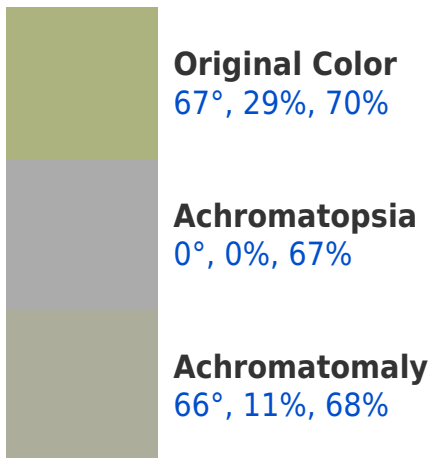 Original Color
67°, 29%, 70%
Achromatopsia
0°, 0%, 67%
Achromatomaly
66°, 11%, 68%